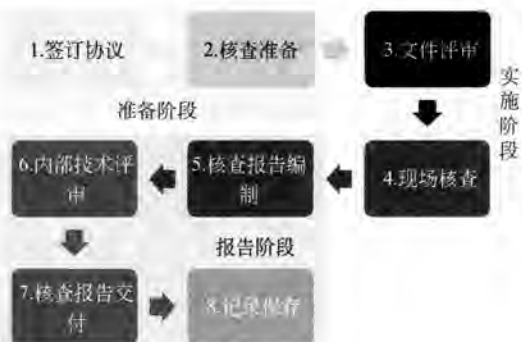 1.签订协议
2.核查准备
3.文件评审
实施阶段
准备阶段
6.内部技术评
审
5.核查报告编
制
4.现场核查
报告阶段
7.核查报告交
付
8.记录保存